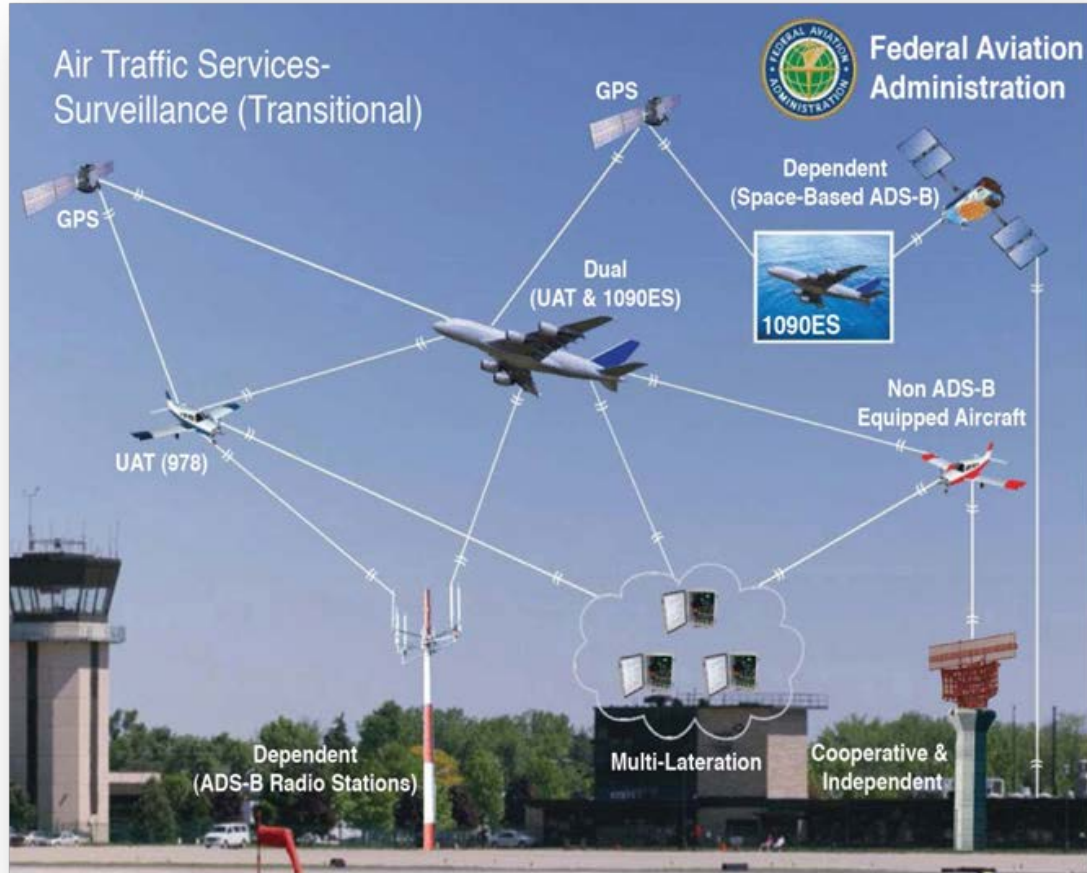 Air Traffic Services-
Surveillance (Transitional)
FEDERAL AVIATION
ADMINISTRATION
Federal Aviation
Administration
GPS
GPS
Dependent
(Space-Based ADS-B)
1090ES
Dual
(UAT & 1090ES)
Non ADS-B
Equipped Aircraft
UAT (978)
Dependent
(ADS-B Radio Stations)
Multi-Lateration
Cooperative &
Independent